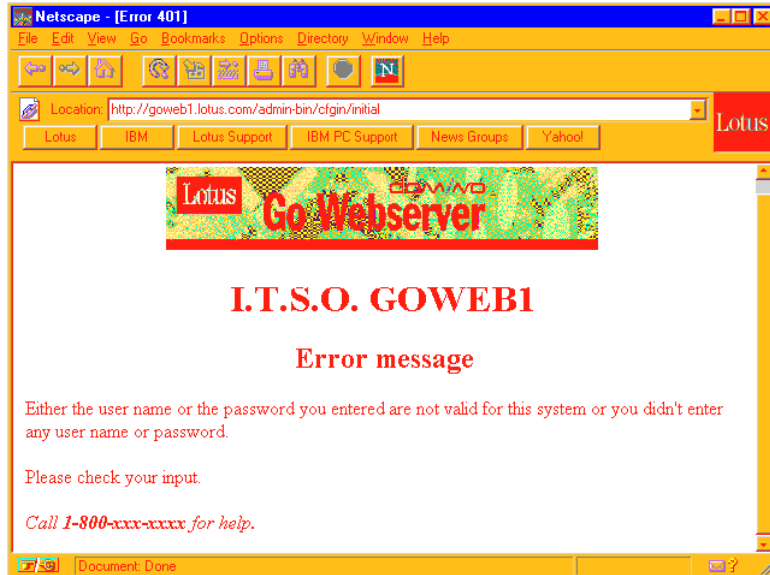 Netscape - [Error 401]
File Edit View Go Bookmarks Options Directory Window Help
N
Location: http://goweb1.lotus.com/admin-bin/cfgin/initial
Lotus
Lotus IBM Lotus Support IBM PC Support News Groups Yahoo!
Lotus
DOMINO
Go Webserver
I.T.S.O. GOWEB1
Error message
Either the user name or the password you entered are not valid for this system or you didn't enter
any user name or password.
Please check your input.
Call 1-800-xxx-xxxx for help.
Document: Done